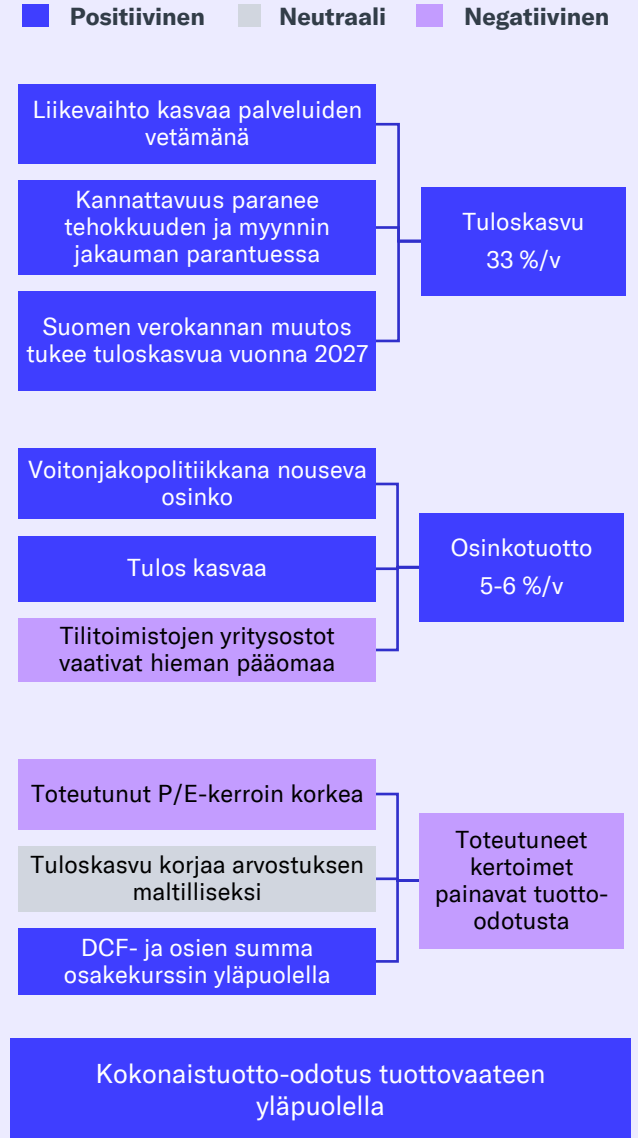 Positiivinen Neutraali Negatiivinen
Liikevaihto kasvaa palveluiden
vetämänä
Kannattavuus paranee
tehokkuuden ja myynnin
jakauman parantuessa
Suomen verokannan muutos
tukee tuloskasvua vuonna 2027
Tuloskasvu
33 %/v
Voitonjakopolitiikkana nouseva
osinko
Tulos kasvaa
Tilitoimistojen yritysostot
vaativat hieman pääomaa
Osinkotuotto
5-6 %/v
Toteutunut P/E-kerroin korkea
Tuloskasvu korjaa arvostuksen
maltilliseksi
DCF- ja osien summa
osakekurssin yläpuolella
Toteutuneet
kertoimet
painavat tuotto-
odotusta
Kokonaistuotto-odotus tuottovaateen
yläpuolella